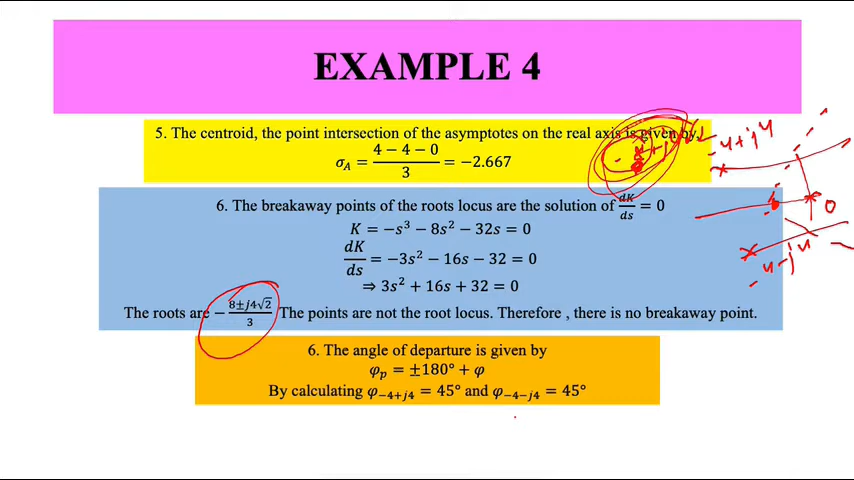 EXAMPLE 4
5. The centroid, the point intersection of the asymptotes on the real axis is given by
σ_A = (4 − 4 − 0)/3 = −2.667
6. The breakaway points of the roots locus are the solution of dK/ds = 0
K = −s³ − 8s² − 32s = 0
dK/ds = −3s² − 16s − 32 = 0
⇒ 3s² + 16s + 32 = 0
The roots are − (8±j4√2)/3 The points are not the root locus. Therefore , there is no breakaway point.
6. The angle of departure is given by
φ_p = ±180° + φ
By calculating φ_−4+j4 = 45° and φ_−4−j4 = 45°
-4+j4
0
-4-j4